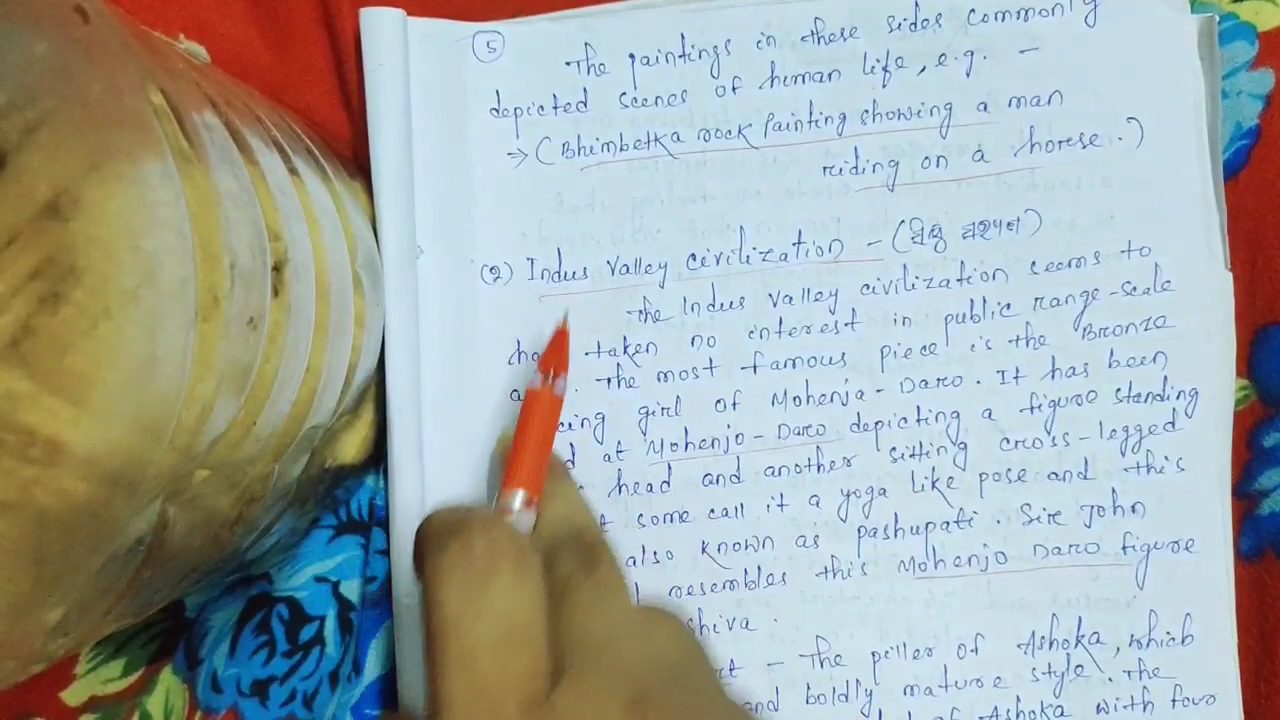 5
The paintings in these sides commonly
depicted scenes of human life, e.g. -
⇒ (Bhimbetka rock Painting showing a man
riding on a horese.)
(2) Indus Valley civilization - (ସିନ୍ଧୁ ସଭ୍ୟତା)
The Indus valley civilization seems to
taken no interest in public range-scale
. The most famous piece is the Bronze
girl of Mohenja-Daro. It has been
at Mohenjo-Daro depicting a figure standing
head and another sitting cross-legged
some call it a yoga like pose and this
also known as pashupati. Sir John
resembles this Mohenjo Daro figure
shiva.
- The piller of Ashoka, which
and boldly mature style. The
of Ashoka with four